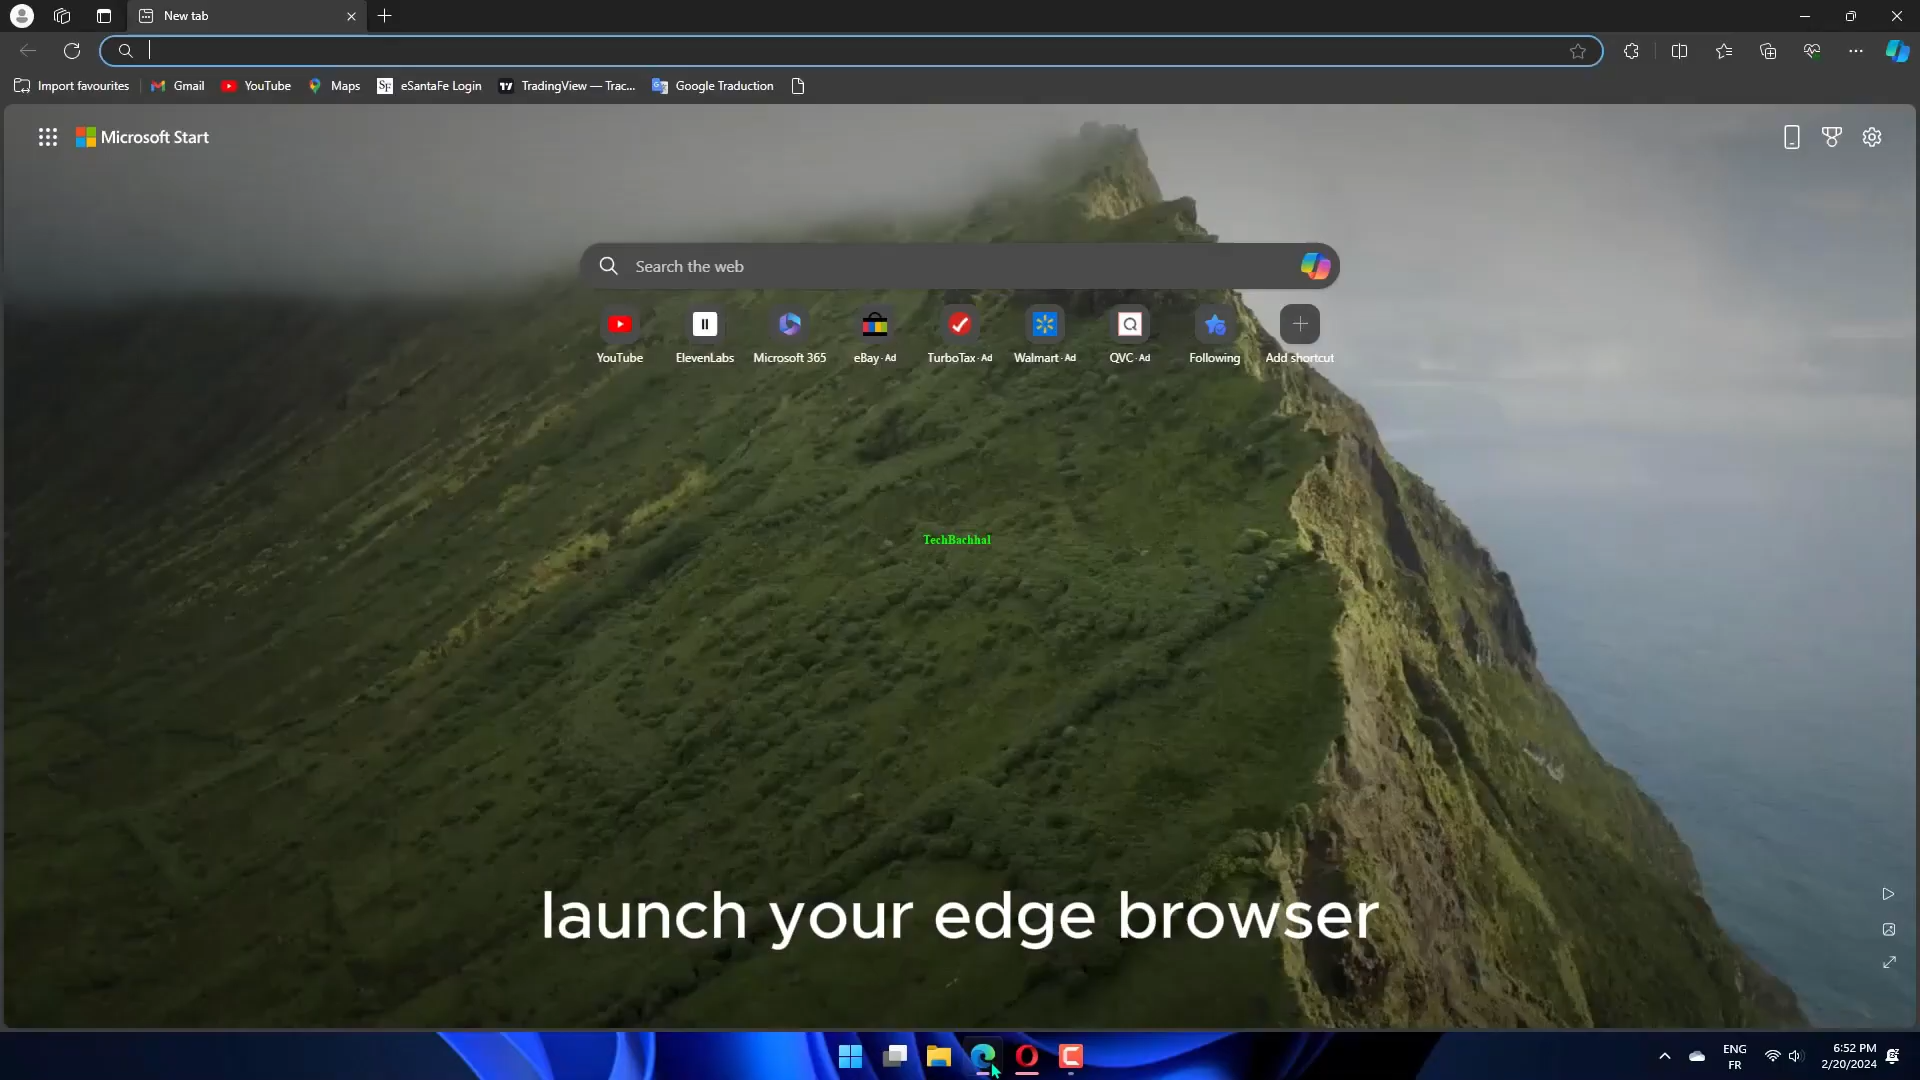 New tab
Import favourites
Gmail
YouTube
Maps
SF
eSantaFe Login
TradingView — Trac...
Google Traduction
Microsoft Start
Search the web
YouTube
ElevenLabs
Microsoft 365
eBay · Ad
TurboTax · Ad
Walmart · Ad
QVC · Ad
Following
Add shortcut
TechBachhal
launch your edge browser
ENG
FR
6:52 PM
2/20/2024